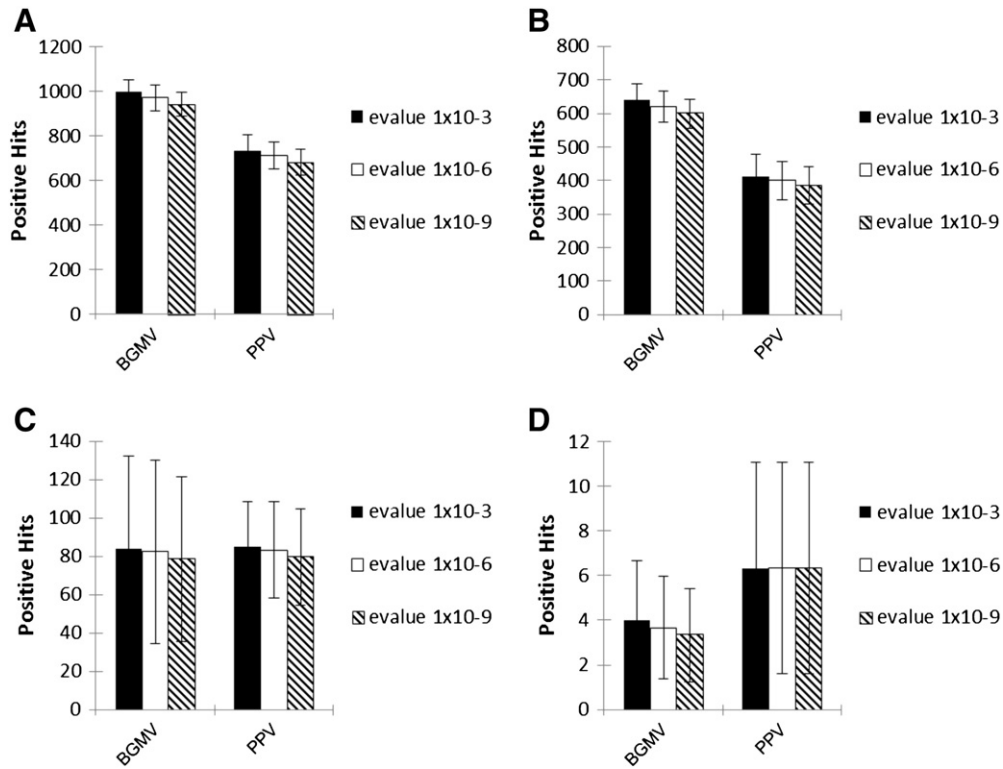 A
Positive Hits
1200
1000
800
600
400
200
0
BGMV
PPV
evalue 1x10-3
evalue 1x10-6
evalue 1x10-9
B
Positive Hits
800
700
600
500
400
300
200
100
0
BGMV
PPV
evalue 1x10-3
evalue 1x10-6
evalue 1x10-9
C
Positive Hits
140
120
100
80
60
40
20
0
BGMV
PPV
evalue 1x10-3
evalue 1x10-6
evalue 1x10-9
D
Positive Hits
12
10
8
6
4
2
0
BGMV
PPV
evalue 1x10-3
evalue 1x10-6
evalue 1x10-9